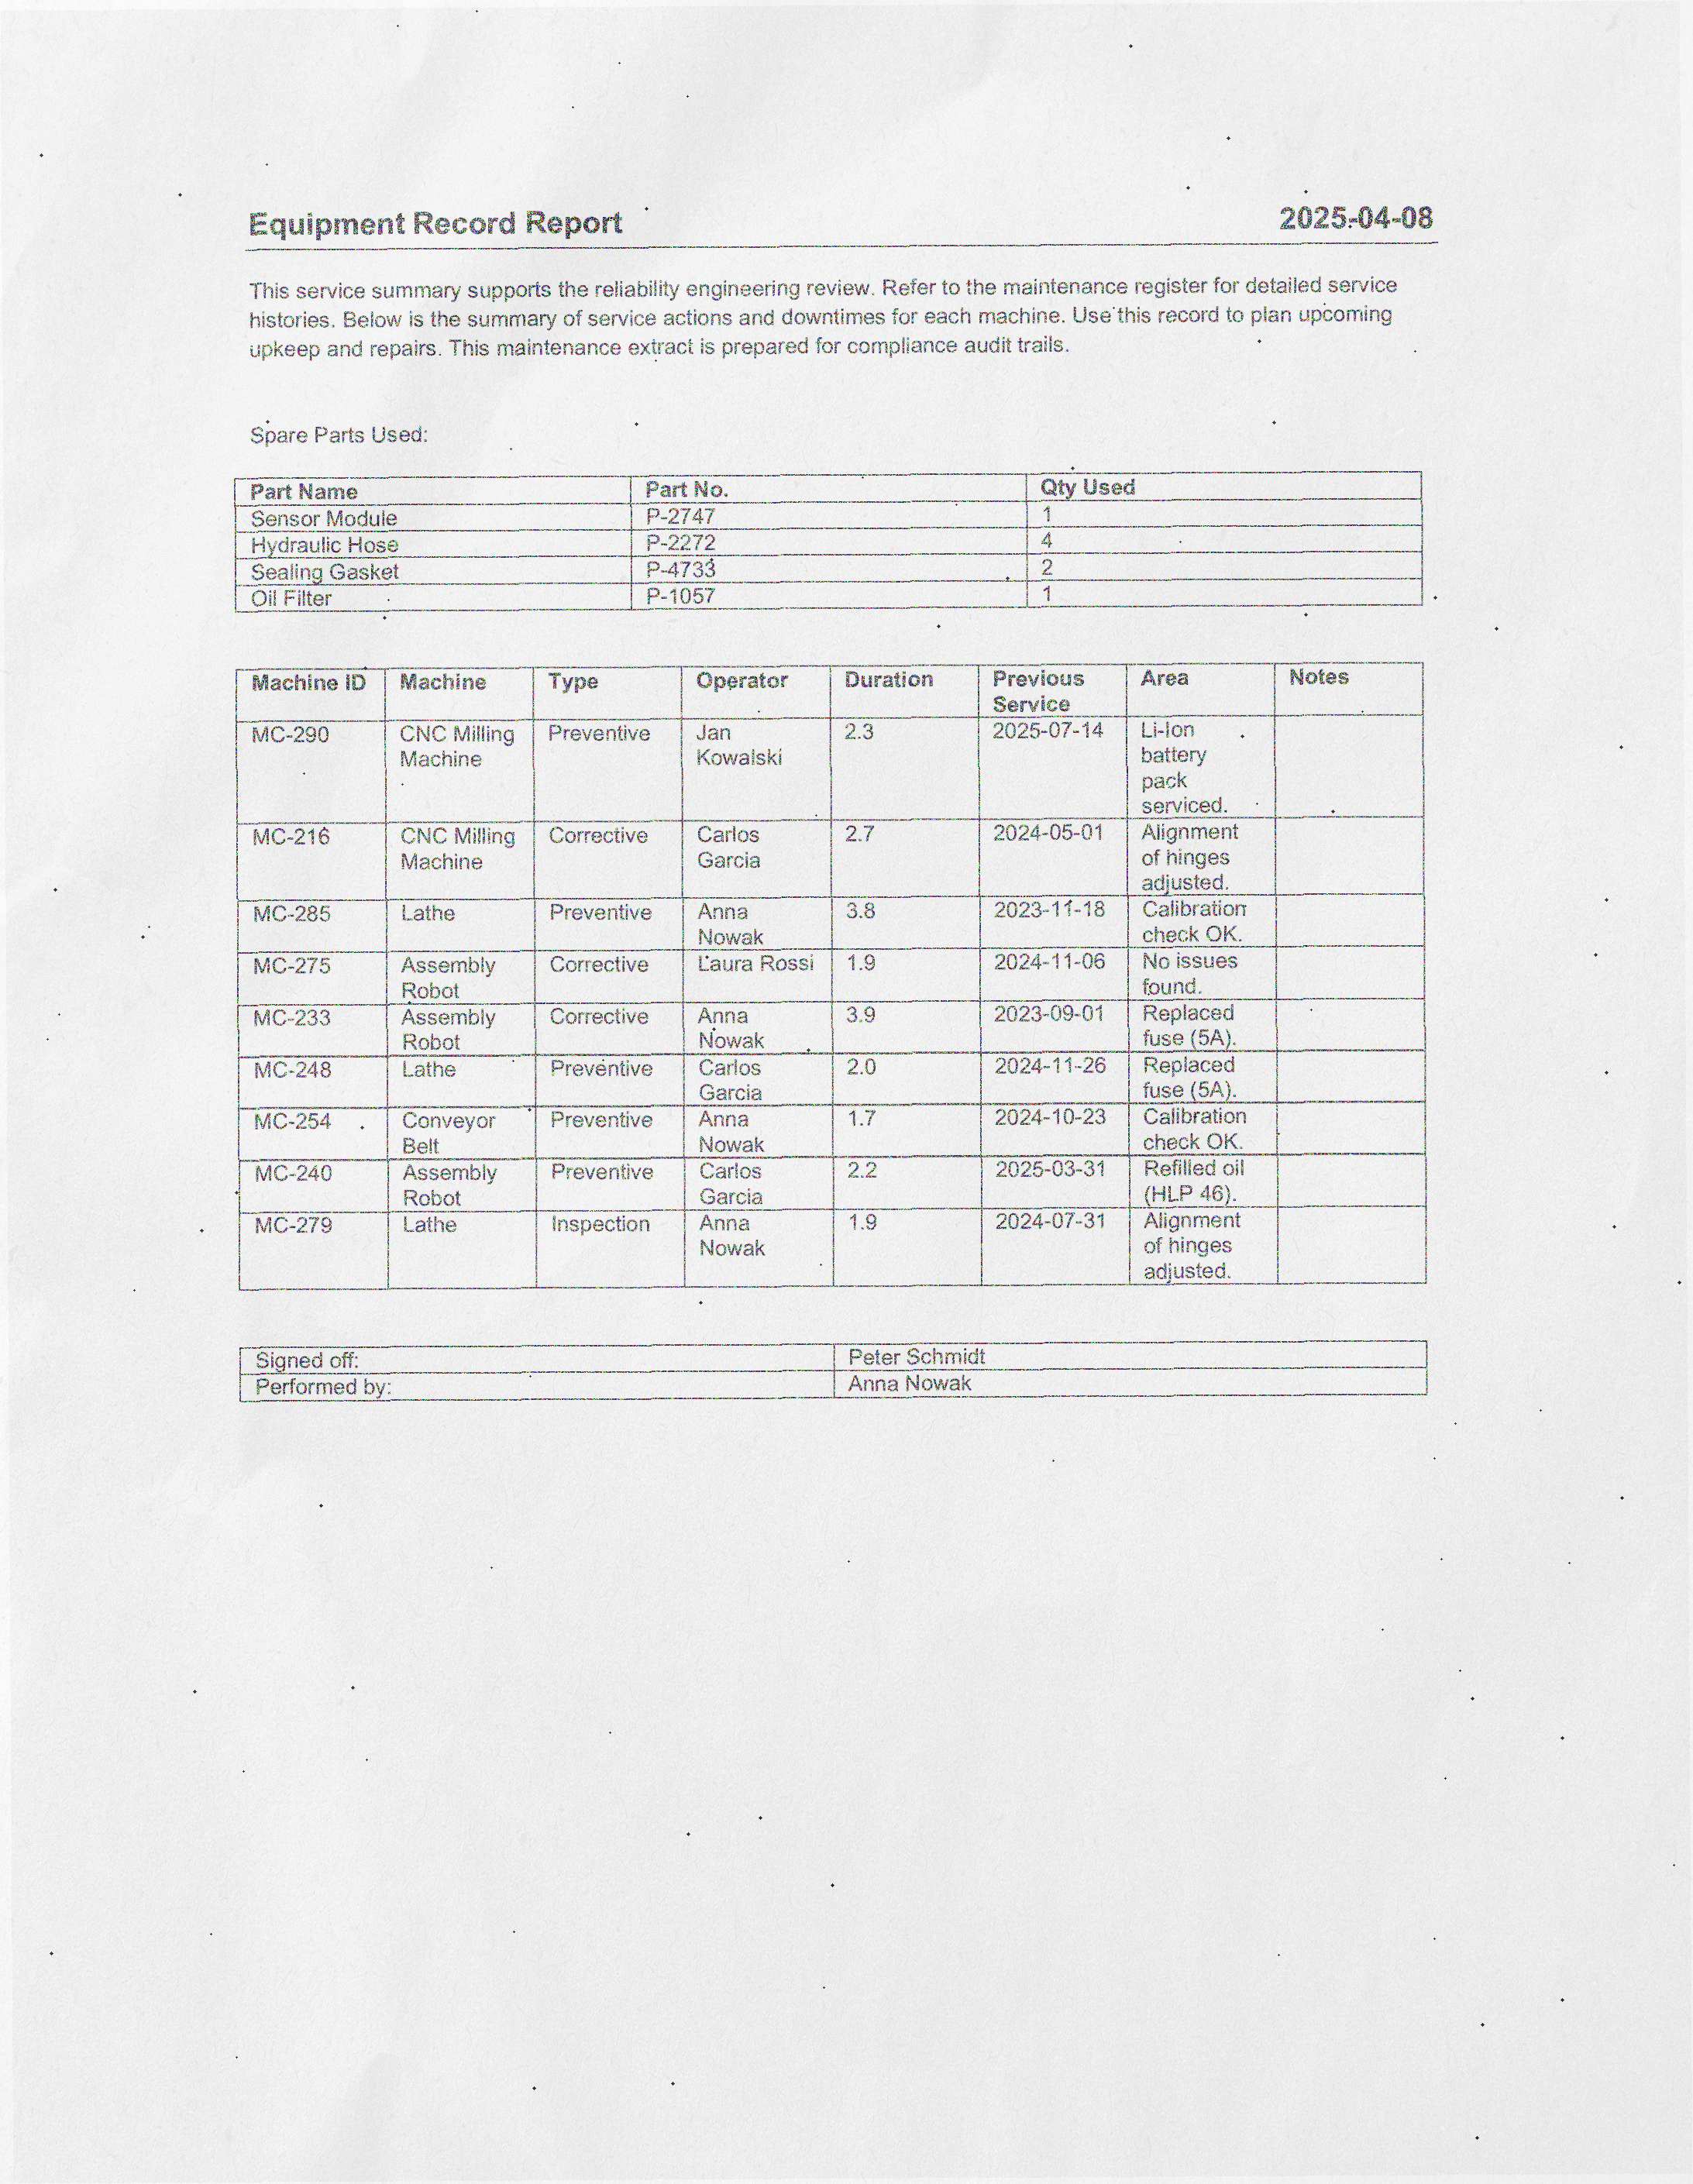 Equipment Record Report 2025-04-08
This service summary supports the reliability engineering review. Refer to the maintenance register for detailed service
histories. Below is the summary of service actions and downtimes for each machine. Use this record to plan upcoming
upkeep and repairs. This maintenance extract is prepared for compliance audit trails.
Spare Parts Used:
Part Name Part No. Qty Used
Sensor Module P-2747 1
Hydraulic Hose P-2272 4
Sealing Gasket P-4733 2
Oil Filter P-1057 1
Machine ID Machine Type Operator Duration Previous Area Notes
Service
MC-290 CNC Milling Preventive Jan 2.3 2025-07-14 Li-Ion
Machine Kowalski battery
pack
serviced.
MC-216 CNC Milling Corrective Carlos 2.7 2024-05-01 Alignment
Machine Garcia of hinges
adjusted.
MC-285 Lathe Preventive Anna 3.8 2023-11-18 Calibration
Nowak check OK.
MC-275 Assembly Corrective Laura Rossi 1.9 2024-11-06 No issues
Robot found.
MC-233 Assembly Corrective Anna 3.9 2023-09-01 Replaced
Robot Nowak fuse (5A).
MC-248 Lathe Preventive Carlos 2.0 2024-11-26 Replaced
Garcia fuse (5A).
MC-254 Conveyor Preventive Anna 1.7 2024-10-23 Calibration
Belt Nowak check OK.
MC-240 Assembly Preventive Carlos 2.2 2025-03-31 Refilled oil
Robot Garcia (HLP 46).
MC-279 Lathe Inspection Anna 1.9 2024-07-31 Alignment
Nowak of hinges
adjusted.
Signed off: Peter Schmidt
Performed by: Anna Nowak